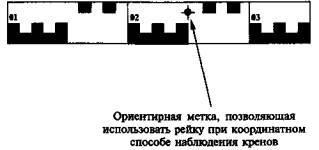 01 02 03
Ориентирная метка, позволяющая
использовать рейку при координатном
способе наблюдения кренов